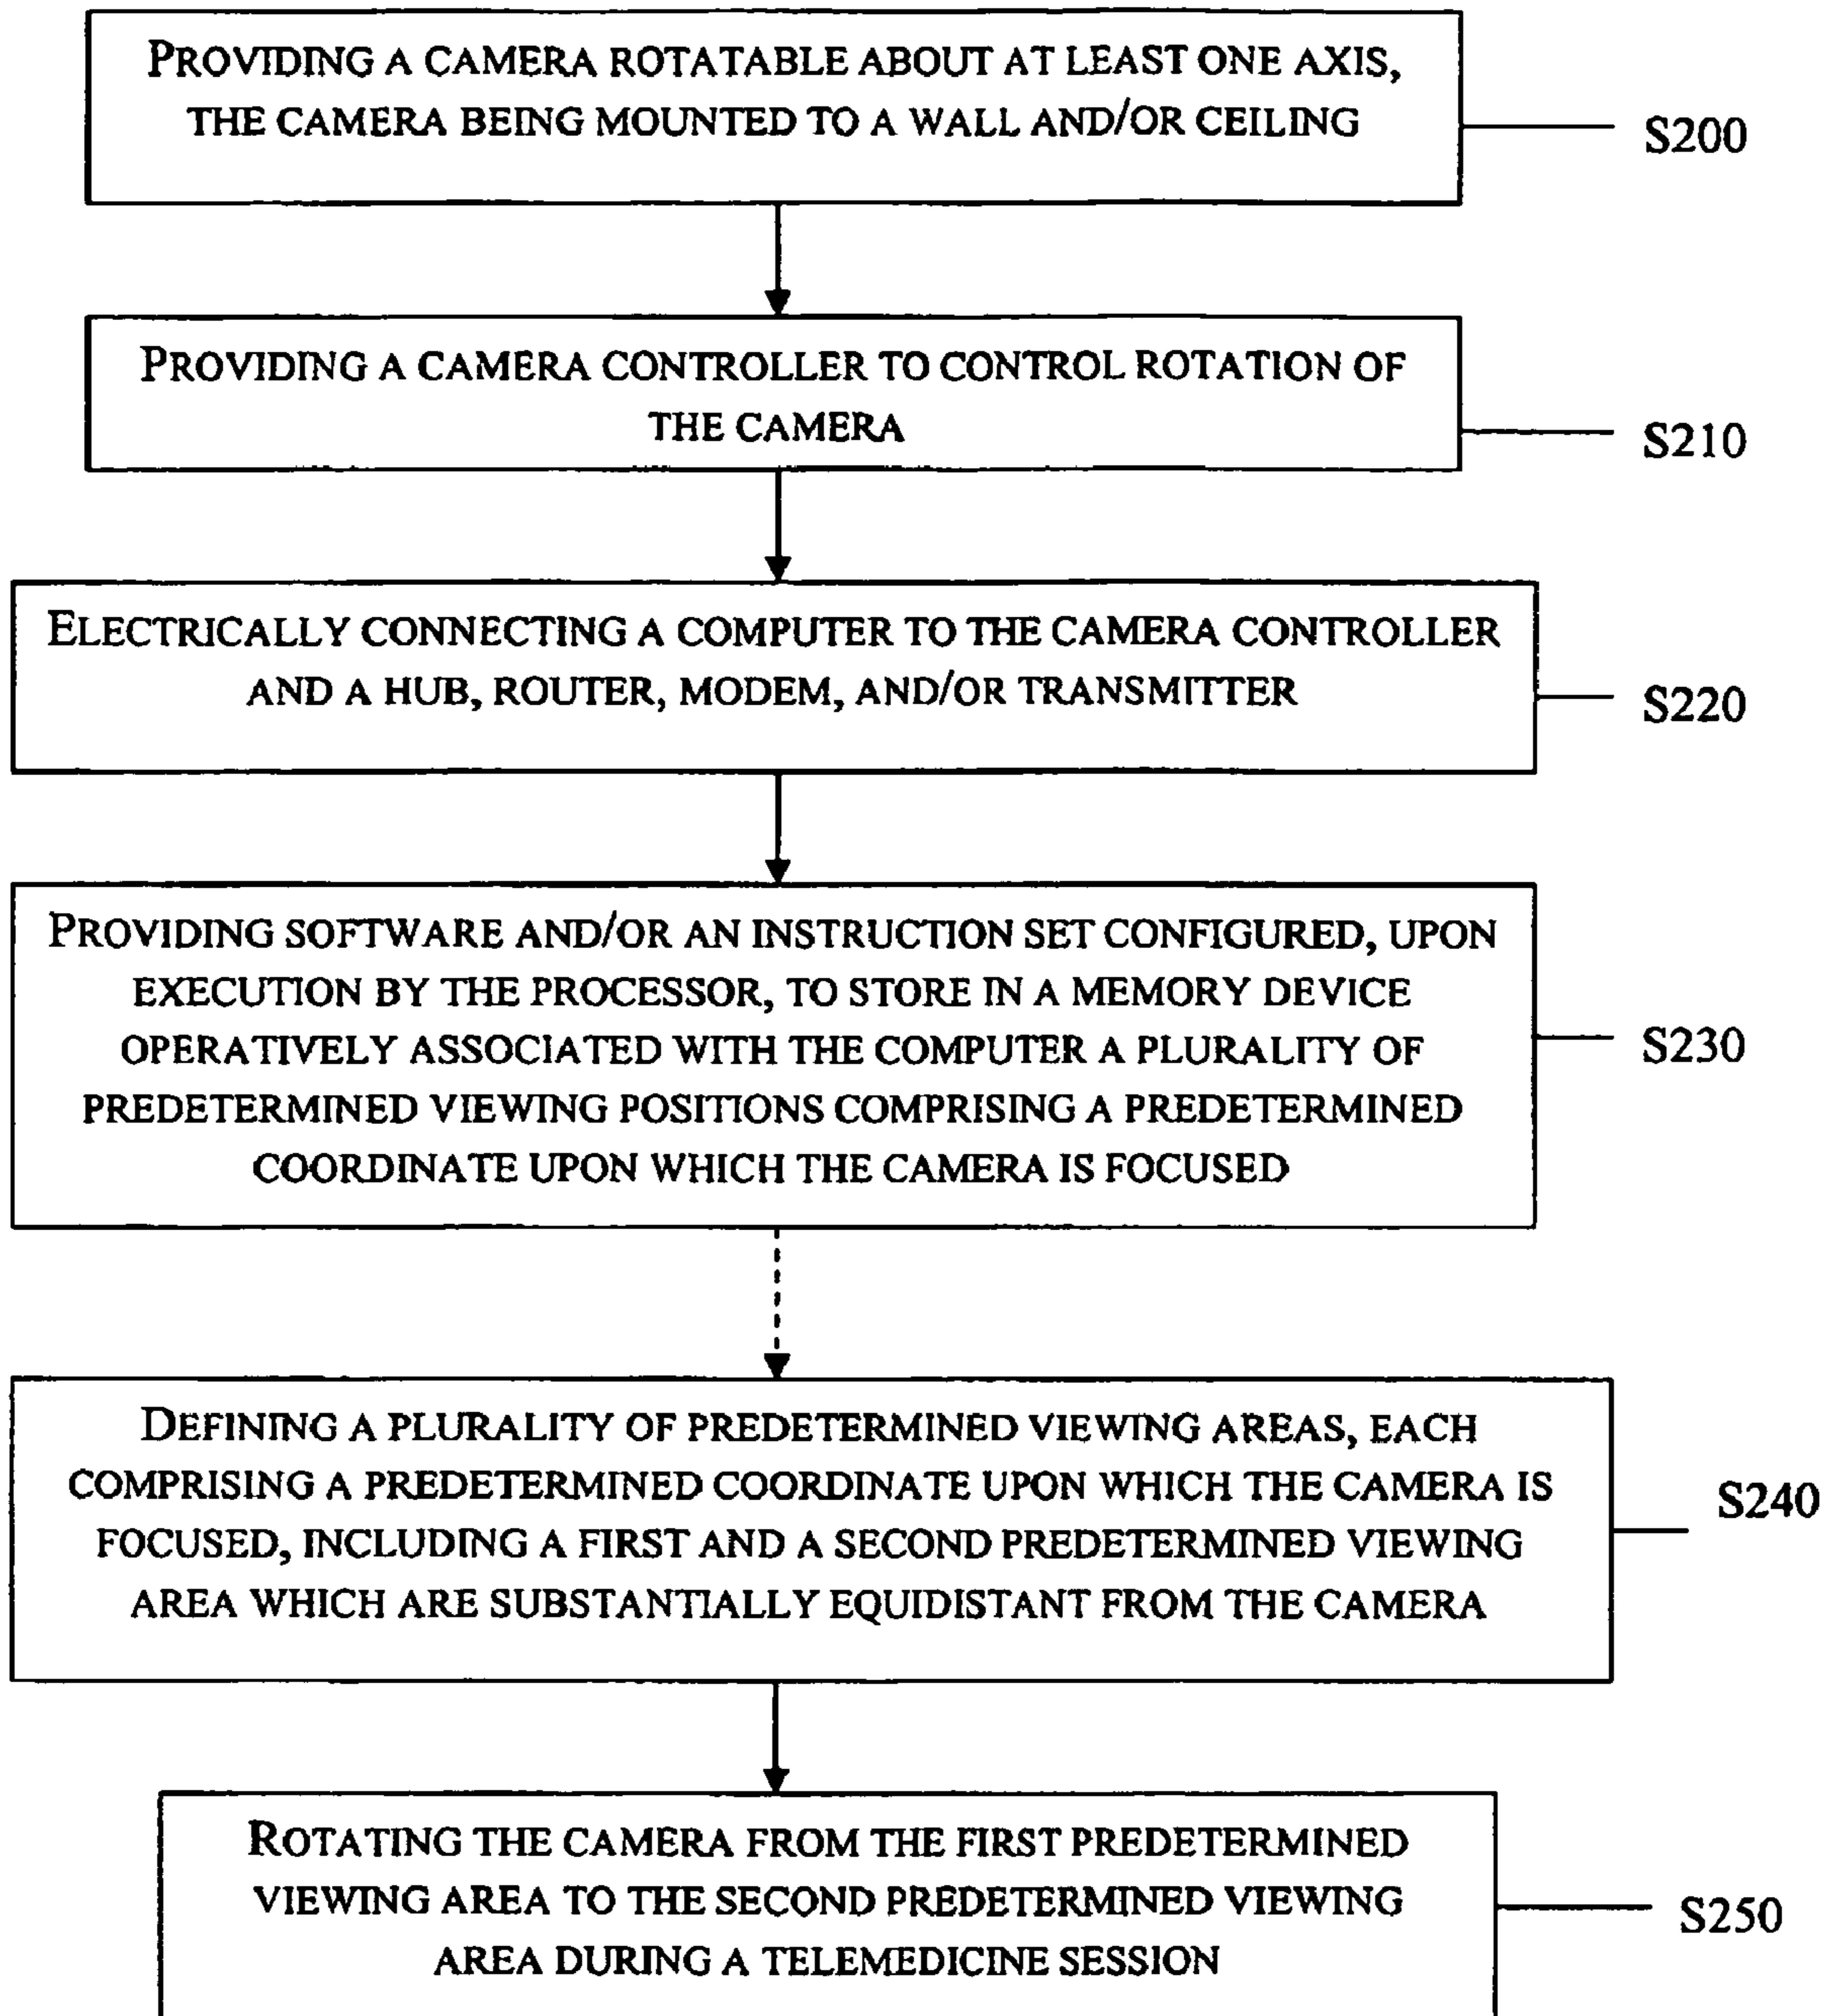 PROVIDING A CAMERA ROTATABLE ABOUT AT LEAST ONE AXIS,
THE CAMERA BEING MOUNTED TO A WALL AND/OR CEILING
S200
PROVIDING A CAMERA CONTROLLER TO CONTROL ROTATION OF
THE CAMERA
S210
ELECTRICALLY CONNECTING A COMPUTER TO THE CAMERA CONTROLLER
AND A HUB, ROUTER, MODEM, AND/OR TRANSMITTER
S220
PROVIDING SOFTWARE AND/OR AN INSTRUCTION SET CONFIGURED, UPON
EXECUTION BY THE PROCESSOR, TO STORE IN A MEMORY DEVICE
OPERATIVELY ASSOCIATED WITH THE COMPUTER A PLURALITY OF
PREDETERMINED VIEWING POSITIONS COMPRISING A PREDETERMINED
COORDINATE UPON WHICH THE CAMERA IS FOCUSED
S230
DEFINING A PLURALITY OF PREDETERMINED VIEWING AREAS, EACH
COMPRISING A PREDETERMINED COORDINATE UPON WHICH THE CAMERA IS
FOCUSED, INCLUDING A FIRST AND A SECOND PREDETERMINED VIEWING
AREA WHICH ARE SUBSTANTIALLY EQUIDISTANT FROM THE CAMERA
S240
ROTATING THE CAMERA FROM THE FIRST PREDETERMINED
VIEWING AREA TO THE SECOND PREDETERMINED VIEWING
AREA DURING A TELEMEDICINE SESSION
S250